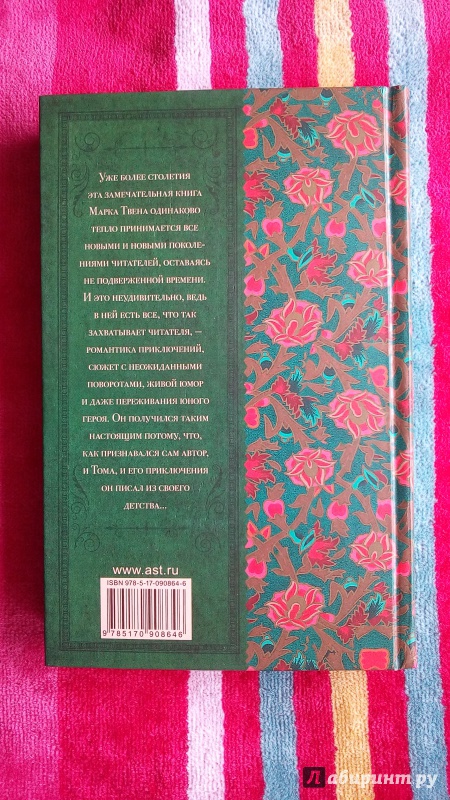 Уже более столетия
эта замечательная книга
Марка Твена одинаково
тепло принимается все
новыми и новыми поколе-
ниями читателей, оставаясь
не подверженной времени.
И это неудивительно, ведь
в ней есть все, что так
захватывает читателя, —
романтика приключений,
сюжет с неожиданными
поворотами, живой юмор
и даже переживания юного
героя. Он получился таким
настоящим потому, что,
как признавался сам автор,
и Тома, и его приключения
он писал из своего
детства...
www.ast.ru
ISBN 978-5-17-090864-6
9 785170 908646
Лабиринт.ру